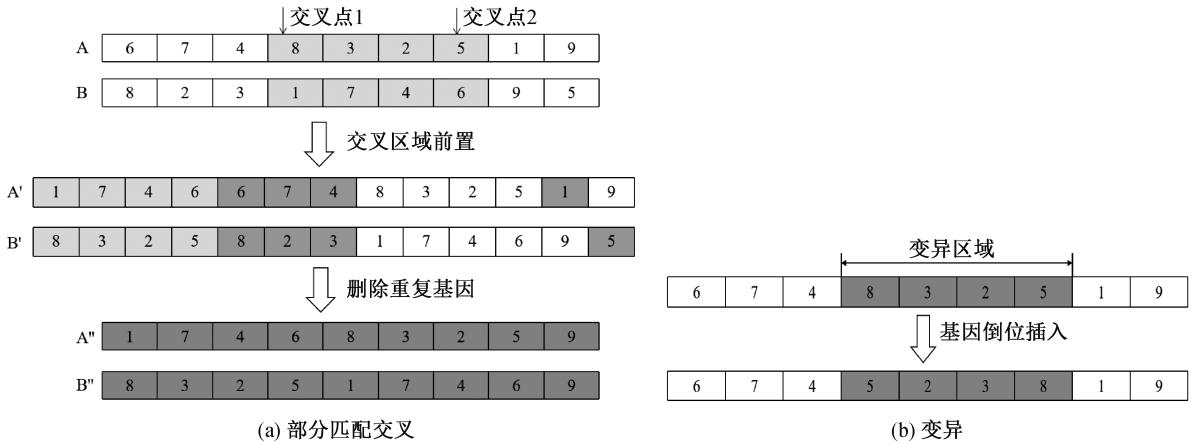 交叉点1 交叉点2
A 6 7 4 8 3 2 5 1 9
B 8 2 3 1 7 4 6 9 5
交叉区域前置
A' 1 7 4 6 6 7 4 8 3 2 5 1 9
B' 8 3 2 5 8 2 3 1 7 4 6 9 5
删除重复基因
A" 1 7 4 6 8 3 2 5 9
B" 8 3 2 5 1 7 4 6 9
(a) 部分匹配交叉
变异区域
6 7 4 8 3 2 5 1 9
基因倒位插入
6 7 4 5 2 3 8 1 9
(b) 变异